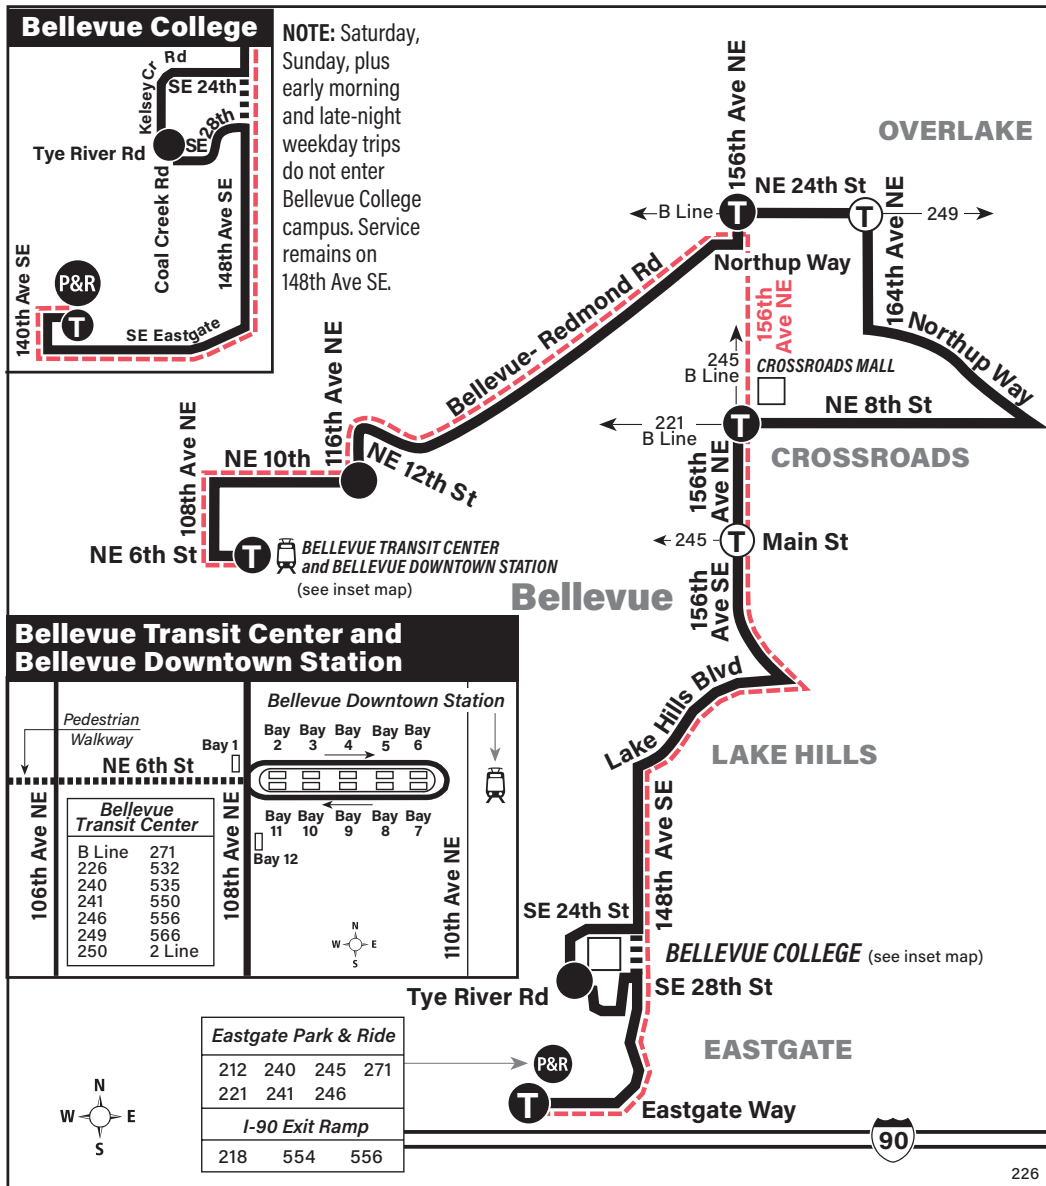 Bellevue College
Kelsey Cr
Rd
SE 24th
SE 28th
Tye River Rd
Coal Creek Rd
148th Ave SE
140th Ave SE
P&R
T
SE Eastgate
NOTE: Saturday,
Sunday, plus
early morning
and late-night
weekday trips
do not enter
Bellevue College
campus. Service
remains on
148th Ave SE.
156th Ave NE
OVERLAKE
NE 24th St
B Line
T
T
249
Northup Way
164th Ave NE
Northup Way
Bellevue- Redmond Rd
156th
Ave NE
245
B Line
CROSSROADS MALL
NE 8th St
221
B Line
T
CROSSROADS
116th Ave NE
NE 10th
NE 12th St
108th Ave NE
NE 6th St
T
BELLEVUE TRANSIT CENTER
and BELLEVUE DOWNTOWN STATION
(see inset map)
156th
Ave NE
245
T
Main St
156th
Ave SE
Bellevue
Lake Hills Blvd
LAKE HILLS
148th Ave SE
SE 24th St
BELLEVUE COLLEGE (see inset map)
Tye River Rd
SE 28th St
EASTGATE
P&R
T
Eastgate Way
90
Bellevue Transit Center and
Bellevue Downtown Station
Bellevue Downtown Station
Pedestrian
Walkway
NE 6th St
Bay 1
Bay
2
Bay
3
Bay
4
Bay
5
Bay
6
Bay
11
Bay
10
Bay
9
Bay
8
Bay
7
Bay 12
106th Ave NE
108th Ave NE
110th Ave NE
Bellevue
Transit Center
B Line 271
226 532
240 535
241 550
246 556
249 566
250 2 Line
N
W E
S
Eastgate Park & Ride
212 240 245 271
221 241 246
I-90 Exit Ramp
218 554 556
N
W E
S
226